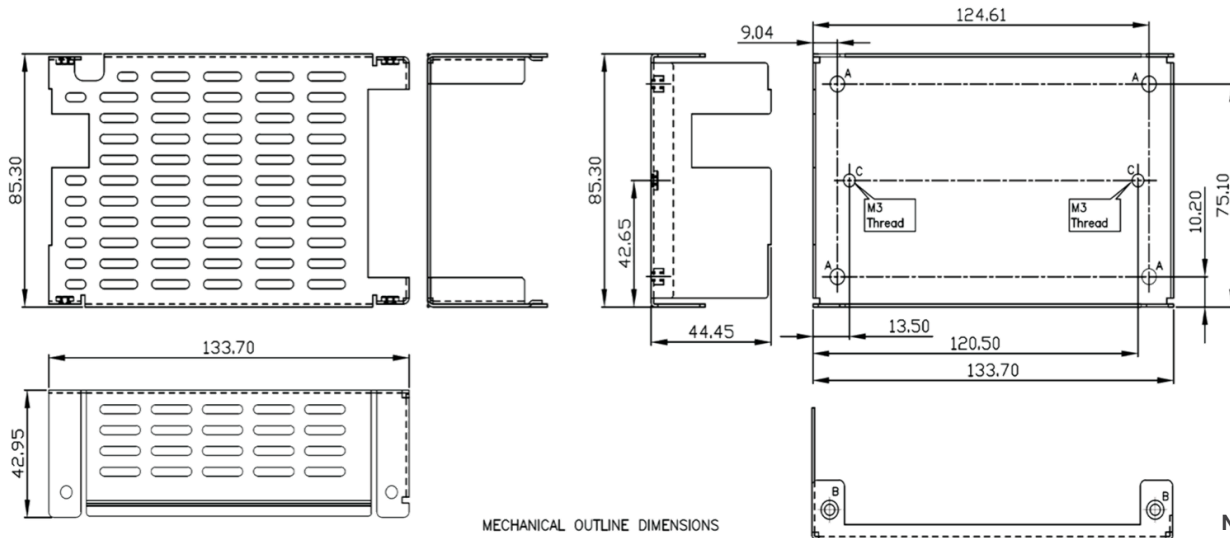 124.61
9.04
A
A
85.30
85.30
42.65
C
C
M3
Thread
M3
Thread
10.20
75.10
A
A
44.45
13.50
120.50
133.70
133.70
42.95
B
B
MECHANICAL OUTLINE DIMENSIONS
N